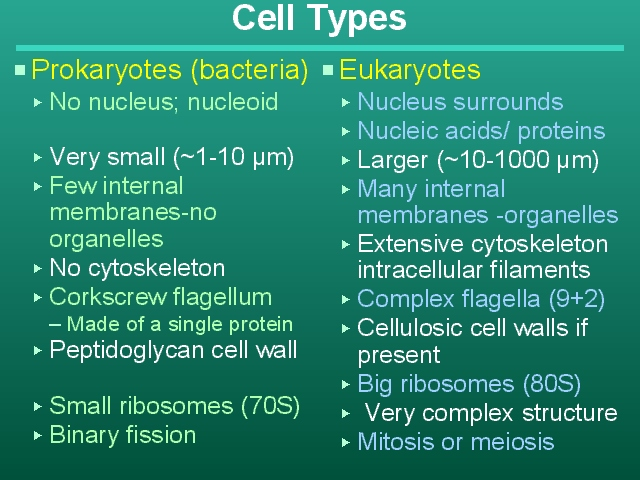 Cell Types
Prokaryotes (bacteria)
No nucleus; nucleoid
Very small (~1-10 µm)
Few internal
membranes-no
organelles
No cytoskeleton
Corkscrew flagellum
– Made of a single protein
Peptidoglycan cell wall
Small ribosomes (70S)
Binary fission
Eukaryotes
Nucleus surrounds
Nucleic acids/ proteins
Larger (~10-1000 µm)
Many internal
membranes -organelles
Extensive cytoskeleton
intracellular filaments
Complex flagella (9+2)
Cellulosic cell walls if
present
Big ribosomes (80S)
Very complex structure
Mitosis or meiosis